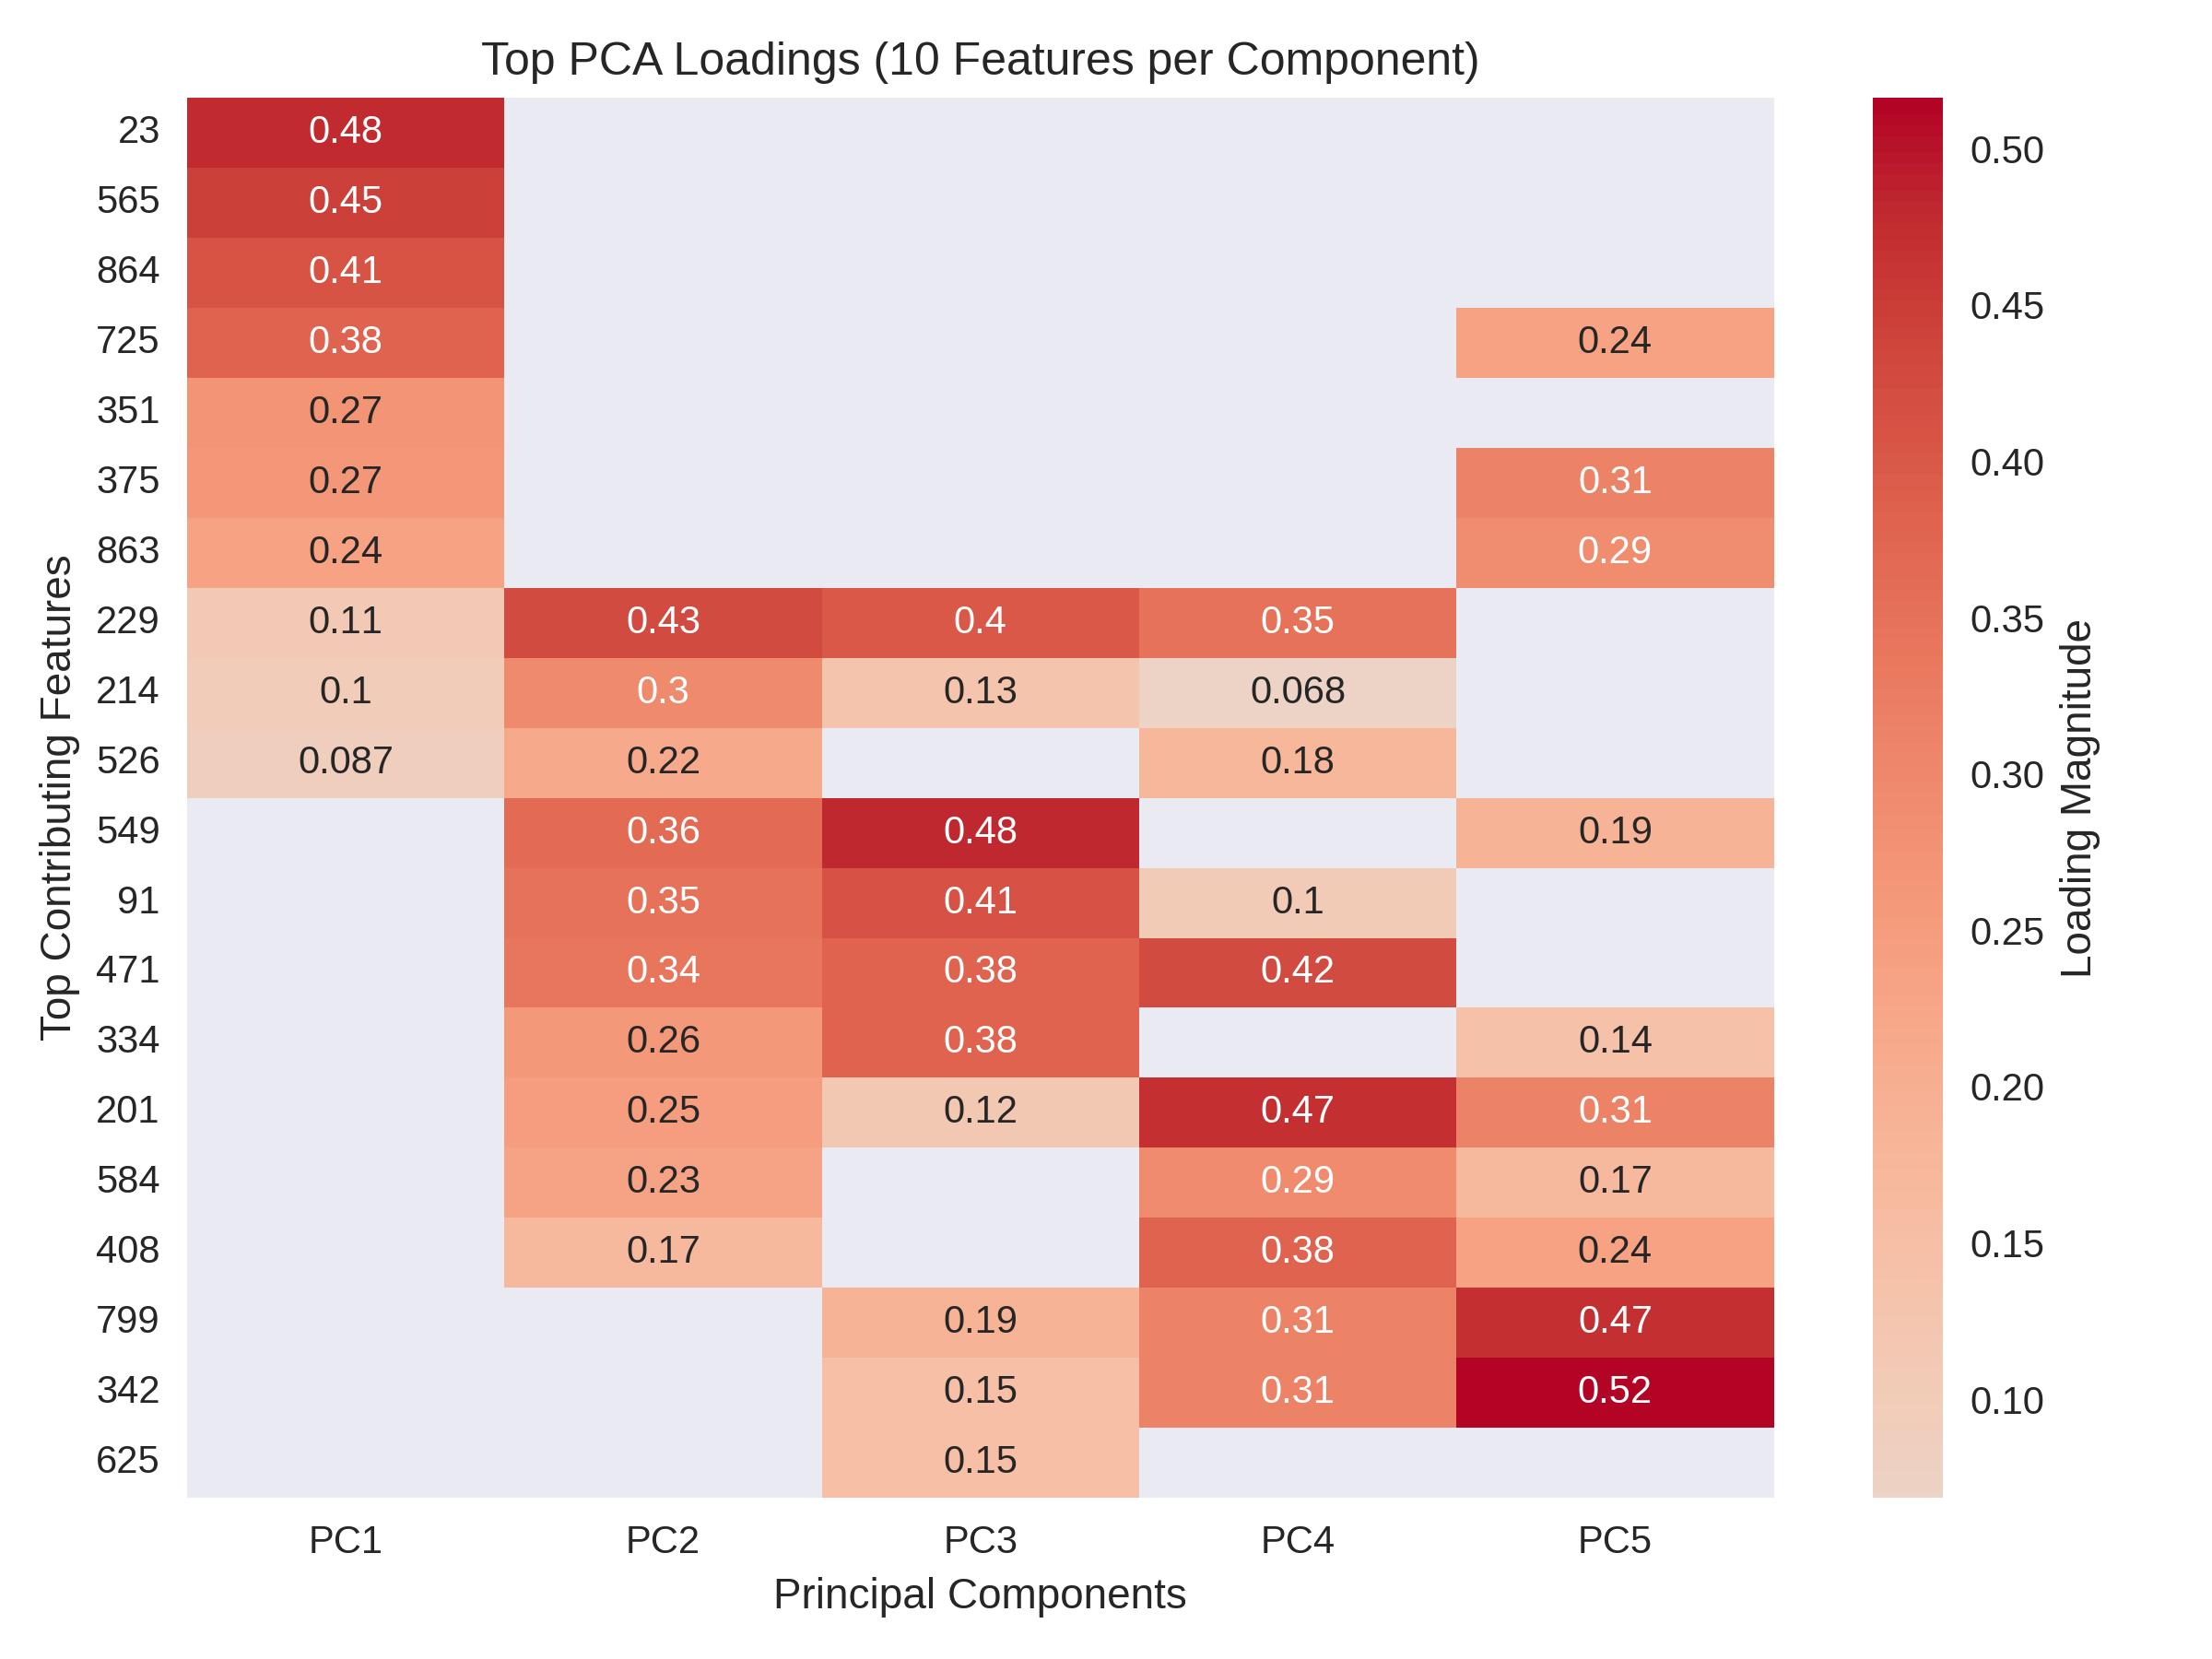 Top PCA Loadings (10 Features per Component)
23 0.48
565 0.45
864 0.41
725 0.38 0.24
351 0.27
375 0.27 0.31
863 0.24 0.29
229 0.11 0.43 0.4 0.35
214 0.1 0.3 0.13 0.068
526 0.087 0.22 0.18
549 0.36 0.48 0.19
91 0.35 0.41 0.1
471 0.34 0.38 0.42
334 0.26 0.38 0.14
201 0.25 0.12 0.47 0.31
584 0.23 0.29 0.17
408 0.17 0.38 0.24
799 0.19 0.31 0.47
342 0.15 0.31 0.52
625 0.15
PC1 PC2 PC3 PC4 PC5
Principal Components
Top Contributing Features
0.50
0.45
0.40
0.35
0.30
0.25
0.20
0.15
0.10
Loading Magnitude